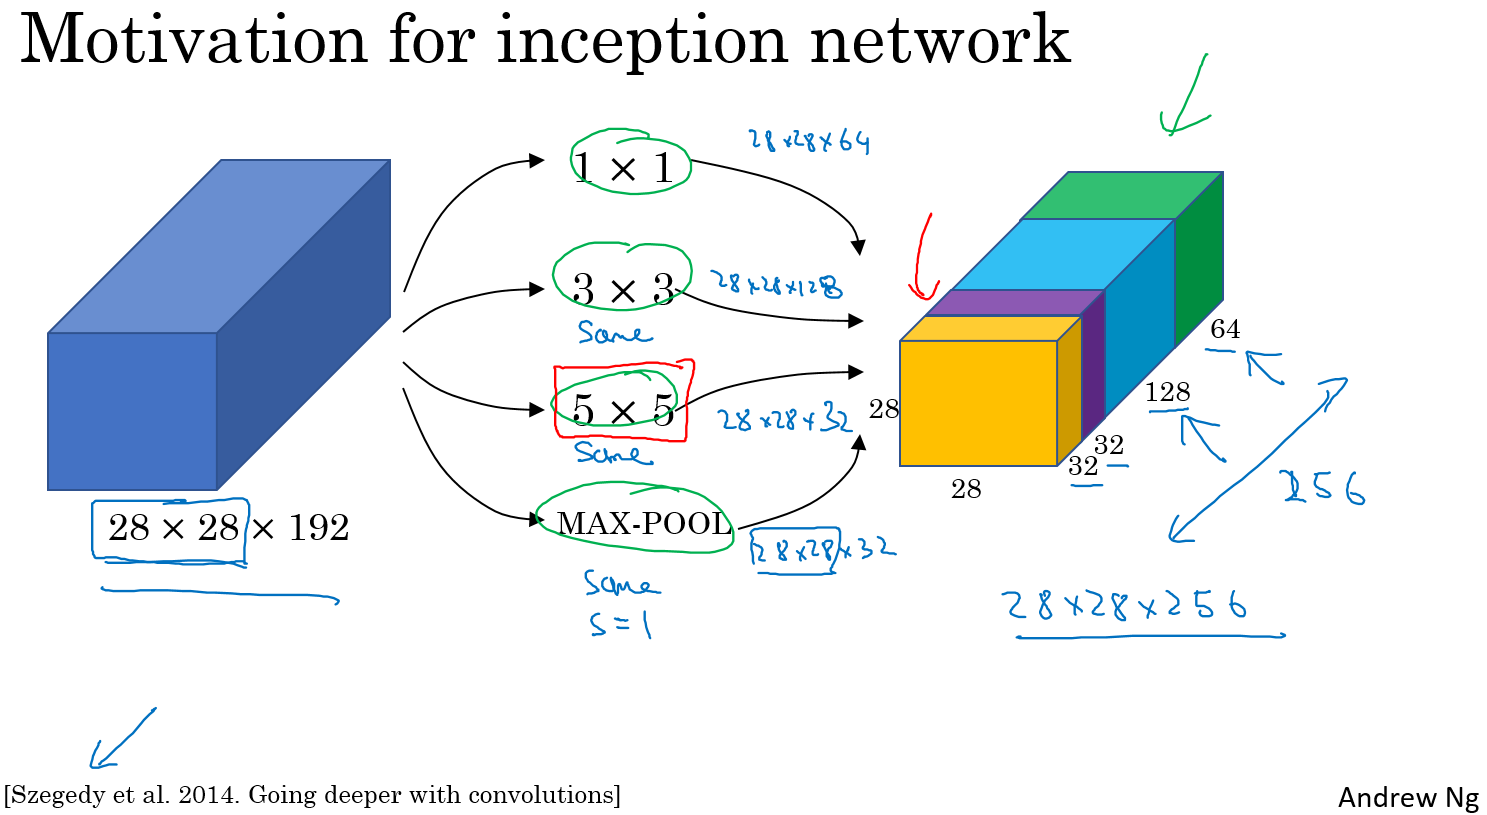 Motivation for inception network
1 × 1
28×28×64
3 × 3
28×28×128
Same
5 × 5
28×28×32
Same
MAX-POOL
28×28×32
Same
s=1
28 × 28 × 192
28
28
32
32
128
64
256
28×28×256
[Szegedy et al. 2014. Going deeper with convolutions]
Andrew Ng